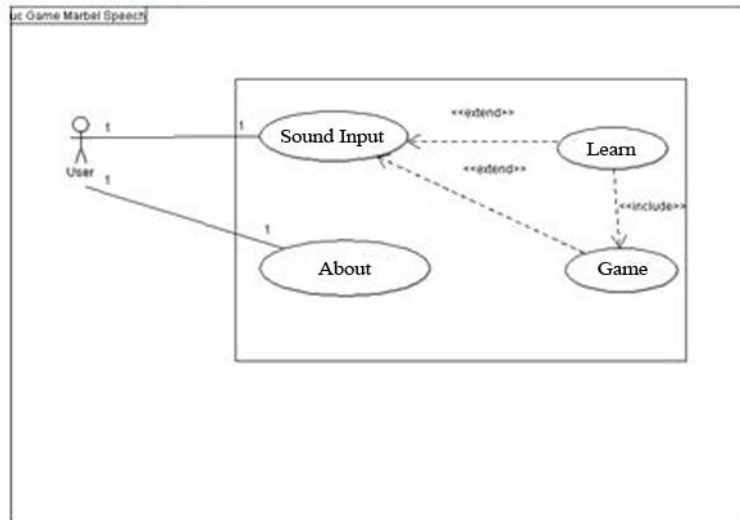 uc Game Marbel Speech
<<extend>>
1
1
Sound Input
Learn
User
<<extend>>
1
<<include>>
1
About
Game